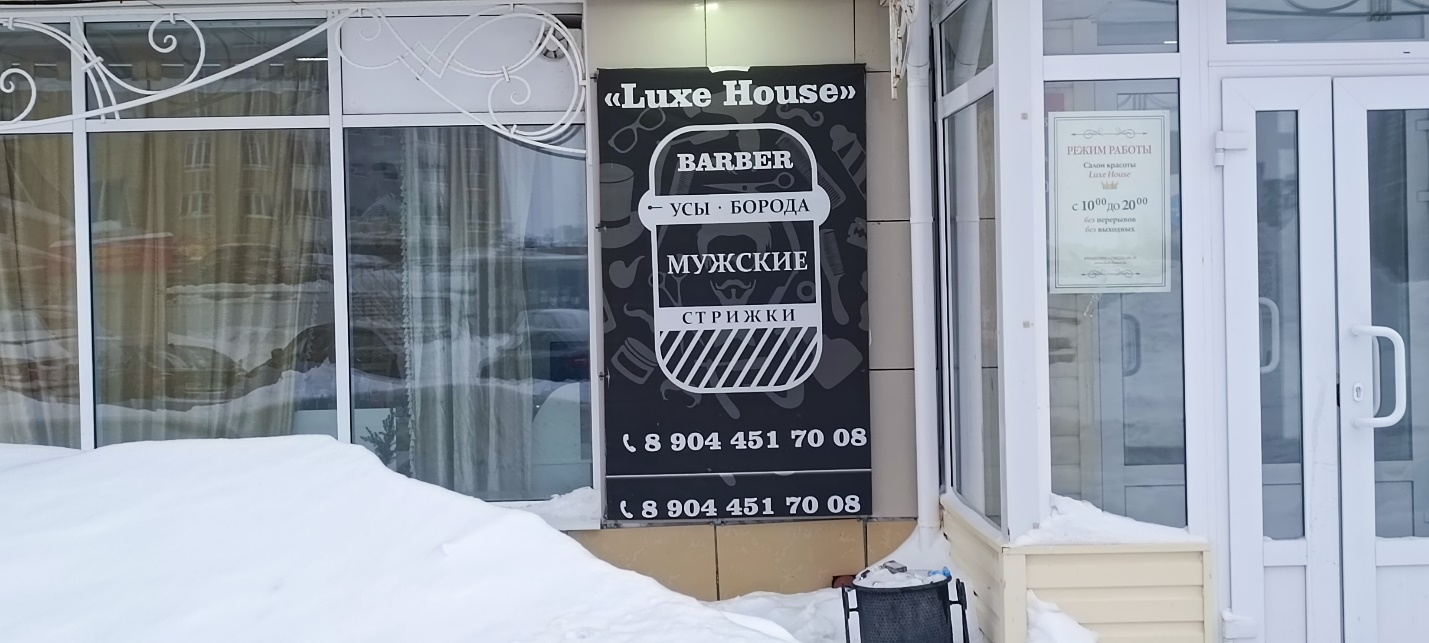 «Luxe House»
BARBER
УСЫ · БОРОДА
МУЖСКИЕ
СТРИЖКИ
8 904 451 70 08
8 904 451 70 08
РЕЖИМ РАБОТЫ
Салон красоты
Luxe House
с 10⁰⁰ до 20⁰⁰
без перерывов
без выходных